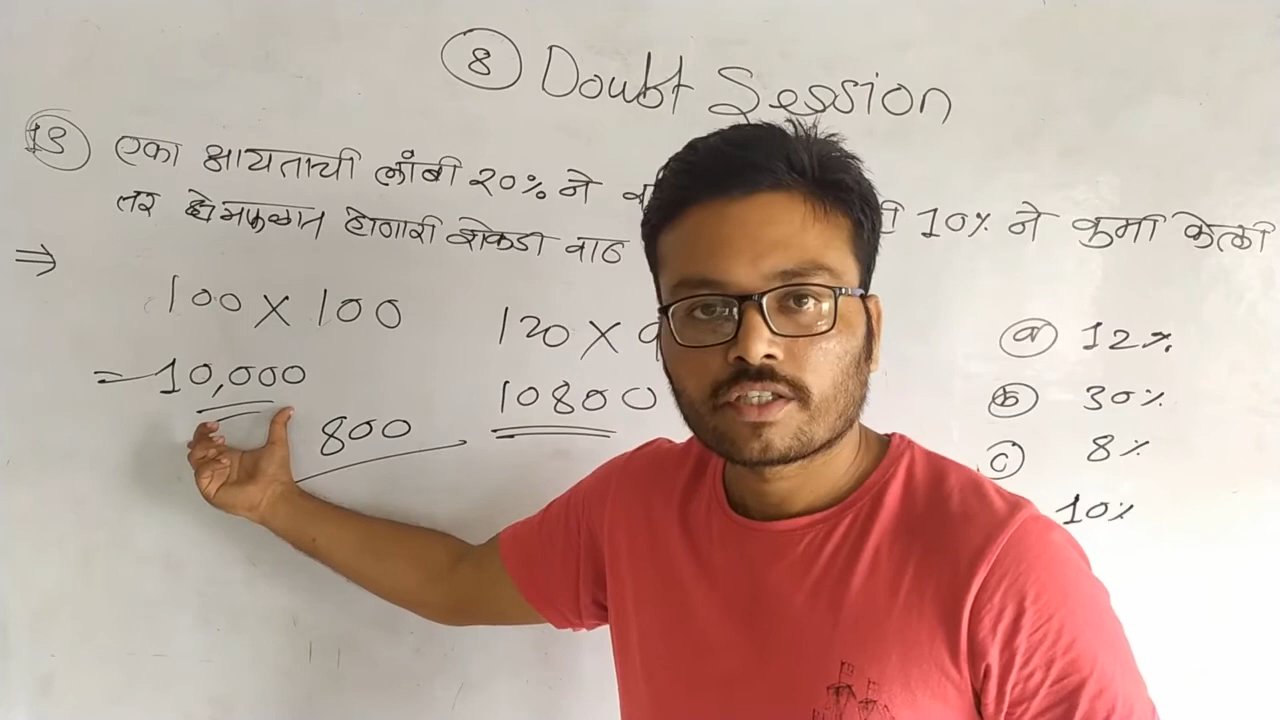 8 Doubt Session
13 एका आयताची लांबी 20% ने 10% ने कमी केली
तर क्षेत्रफळात होणारी शेकडा वाढ
⇒
100 X 100
120 X 9
= 10,000
10800
800
a 12%
b 30%
c 8%
10%